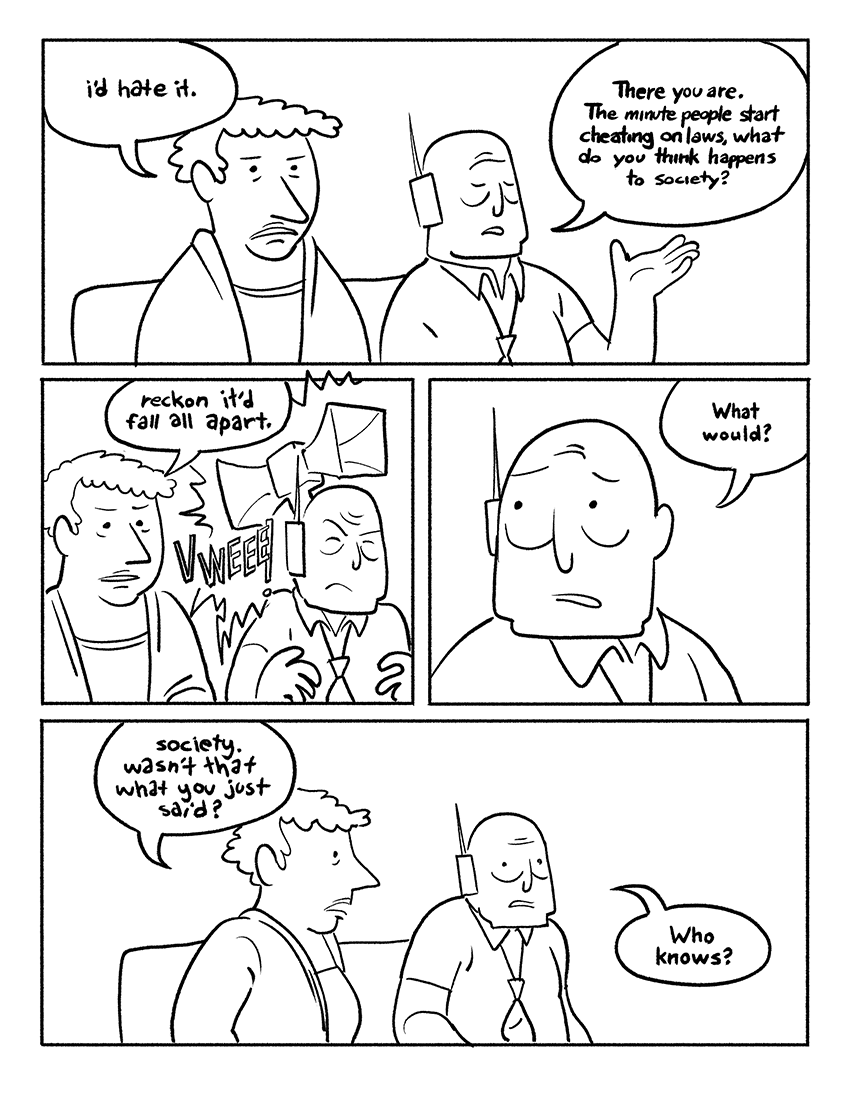 i'd hate it.
There you are.
The minute people start
cheating on laws, what
do you think happens
to society?
reckon it'd
fall all apart.
VWEEE!
What
would?
society.
wasn't that
what you just
said?
Who
knows?